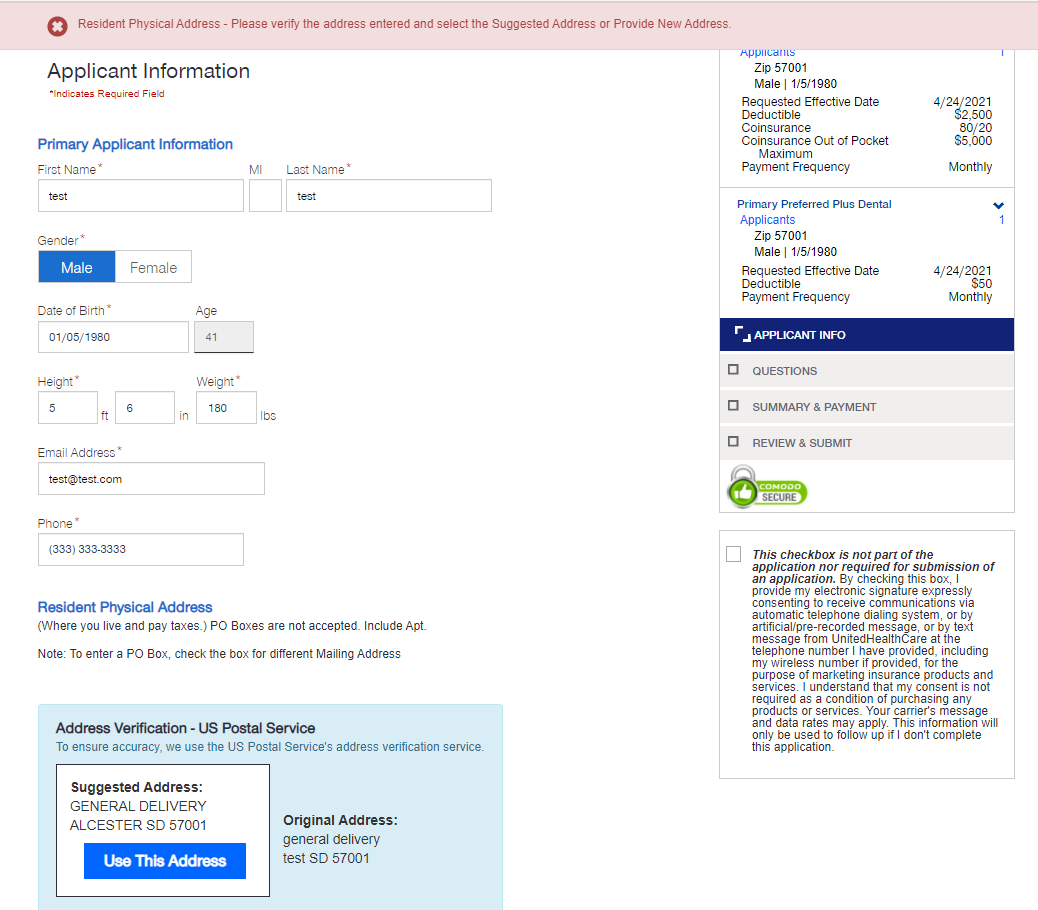 Resident Physical Address - Please verify the address entered and select the Suggested Address or Provide New Address.
Applicant Information
*Indicates Required Field
Primary Applicant Information
First Name* MI Last Name*
test test
Gender*
Male Female
Date of Birth* Age
01/05/1980 41
Height* Weight*
5 ft 6 in 180 lbs
Email Address*
test@test.com
Phone*
(333) 333-3333
Resident Physical Address
(Where you live and pay taxes.) PO Boxes are not accepted. Include Apt.
Note: To enter a PO Box, check the box for different Mailing Address
Address Verification - US Postal Service
To ensure accuracy, we use the US Postal Service's address verification service.
Suggested Address:
GENERAL DELIVERY
ALCESTER SD 57001
Use This Address
Original Address:
general delivery
test SD 57001
Applicants 1
Zip 57001
Male | 1/5/1980
Requested Effective Date 4/24/2021
Deductible $2,500
Coinsurance 80/20
Coinsurance Out of Pocket $5,000
Maximum
Payment Frequency Monthly
Primary Preferred Plus Dental
Applicants 1
Zip 57001
Male | 1/5/1980
Requested Effective Date 4/24/2021
Deductible $50
Payment Frequency Monthly
APPLICANT INFO
QUESTIONS
SUMMARY & PAYMENT
REVIEW & SUBMIT
COMODO
SECURE
This checkbox is not part of the
application nor required for submission of
an application. By checking this box, I
provide my electronic signature expressly
consenting to receive communications via
automatic telephone dialing system, or by
artificial/pre-recorded message, or by text
message from UnitedHealthCare at the
telephone number I have provided, including
my wireless number if provided, for the
purpose of marketing insurance products and
services. I understand that my consent is not
required as a condition of purchasing any
products or services. Your carrier's message
and data rates may apply. This information will
only be used to follow up if I don't complete
this application.